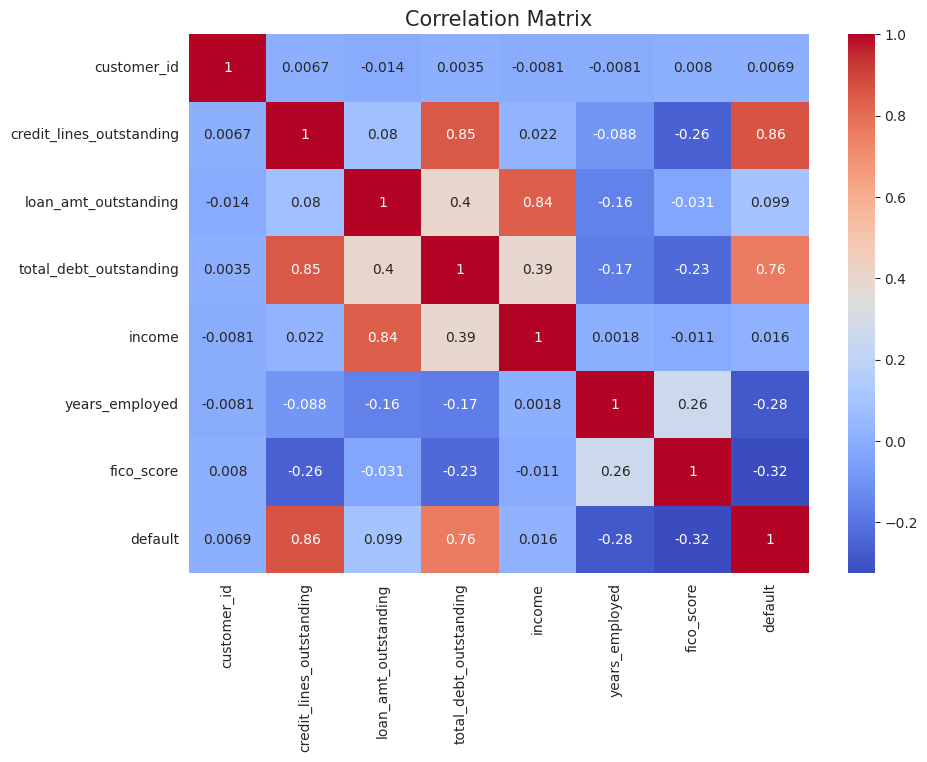 Correlation Matrix
customer_id 1 0.0067 -0.014 0.0035 -0.0081 -0.0081 0.008 0.0069
credit_lines_outstanding 0.0067 1 0.08 0.85 0.022 -0.088 -0.26 0.86
loan_amt_outstanding -0.014 0.08 1 0.4 0.84 -0.16 -0.031 0.099
total_debt_outstanding 0.0035 0.85 0.4 1 0.39 -0.17 -0.23 0.76
income -0.0081 0.022 0.84 0.39 1 0.0018 -0.011 0.016
years_employed -0.0081 -0.088 -0.16 -0.17 0.0018 1 0.26 -0.28
fico_score 0.008 -0.26 -0.031 -0.23 -0.011 0.26 1 -0.32
default 0.0069 0.86 0.099 0.76 0.016 -0.28 -0.32 1
customer_id
credit_lines_outstanding
loan_amt_outstanding
total_debt_outstanding
income
years_employed
fico_score
default
1.0
0.8
0.6
0.4
0.2
0.0
−0.2